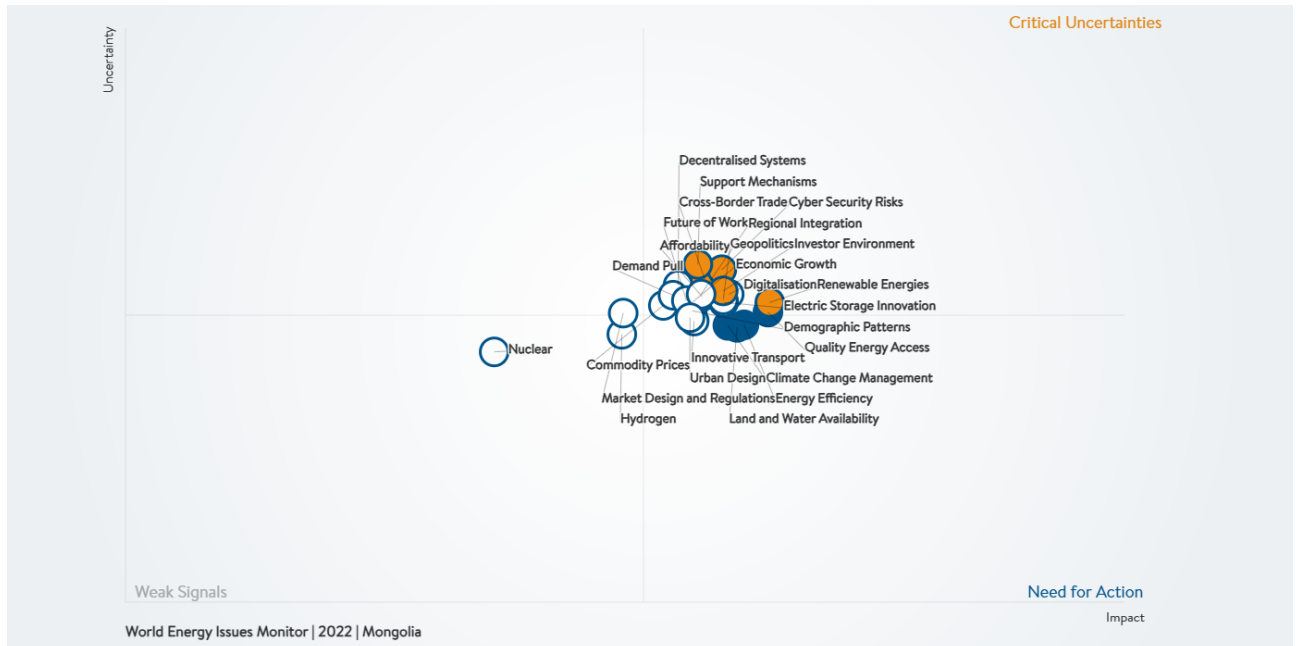 Critical Uncertainties
Uncertainty
Decentralised Systems
Support Mechanisms
Cross-Border Trade Cyber Security Risks
Future of Work Regional Integration
Affordability Geopolitics Investor Environment
Demand Pull Economic Growth
Digitalisation Renewable Energies
Electric Storage Innovation
Demographic Patterns
Quality Energy Access
Nuclear
Innovative Transport
Commodity Prices
Urban Design Climate Change Management
Market Design and Regulations Energy Efficiency
Hydrogen Land and Water Availability
Weak Signals
Need for Action
Impact
World Energy Issues Monitor | 2022 | Mongolia